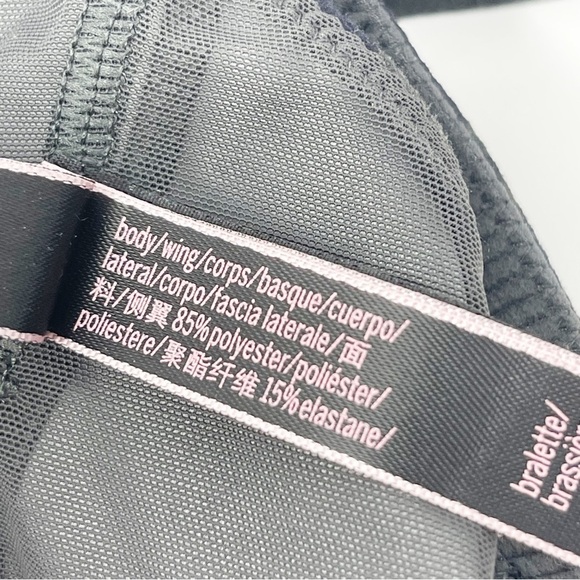 body/wing/corps/basque/cuerpo/
lateral/corpo/fascia laterale/面
料/侧翼 85%polyester/poliéster/
poliestere/聚酯纤维 15%elastane/
bralette/
brassière/